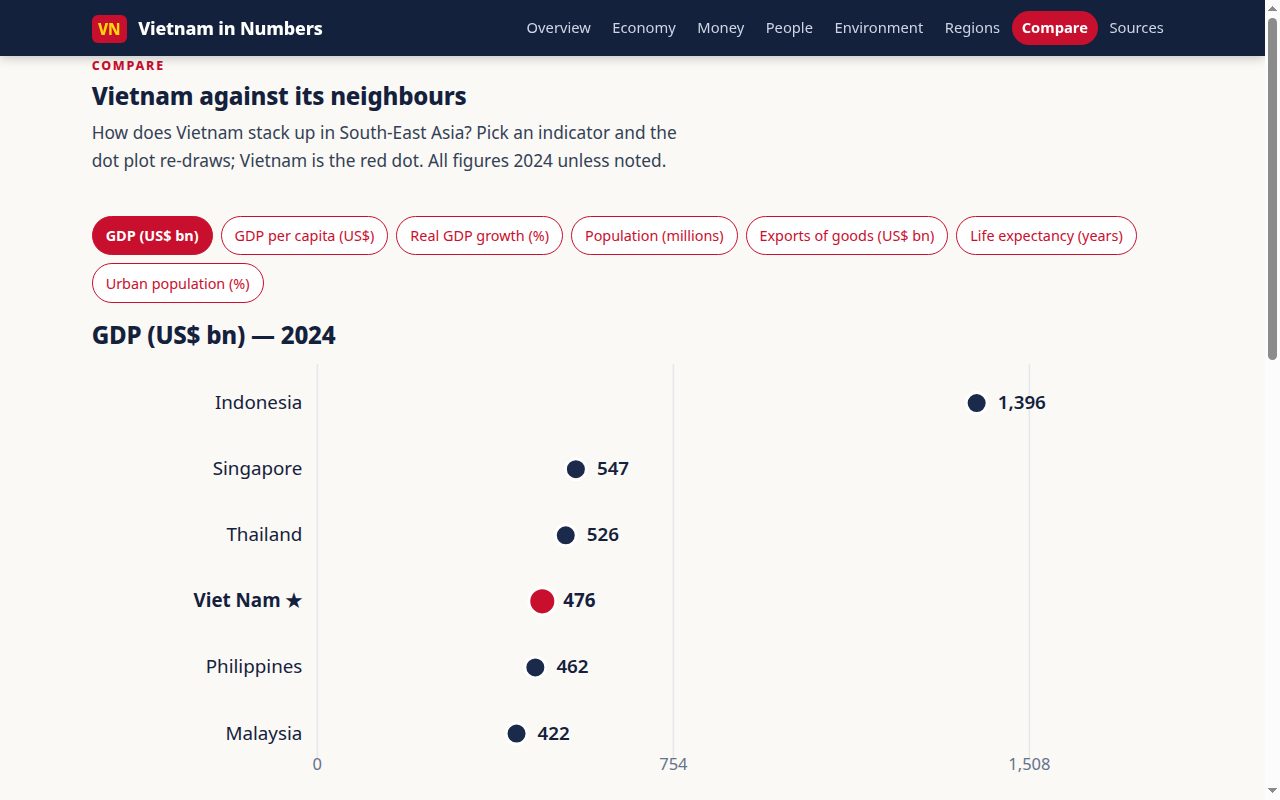 VN Vietnam in Numbers Overview Economy Money People Environment Regions Compare Sources
COMPARE
Vietnam against its neighbours
How does Vietnam stack up in South-East Asia? Pick an indicator and the
dot plot re-draws; Vietnam is the red dot. All figures 2024 unless noted.
GDP (US$ bn) GDP per capita (US$) Real GDP growth (%) Population (millions) Exports of goods (US$ bn) Life expectancy (years)
Urban population (%)
GDP (US$ bn) — 2024
Indonesia 1,396
Singapore 547
Thailand 526
Viet Nam ★ 476
Philippines 462
Malaysia 422
0 754 1,508